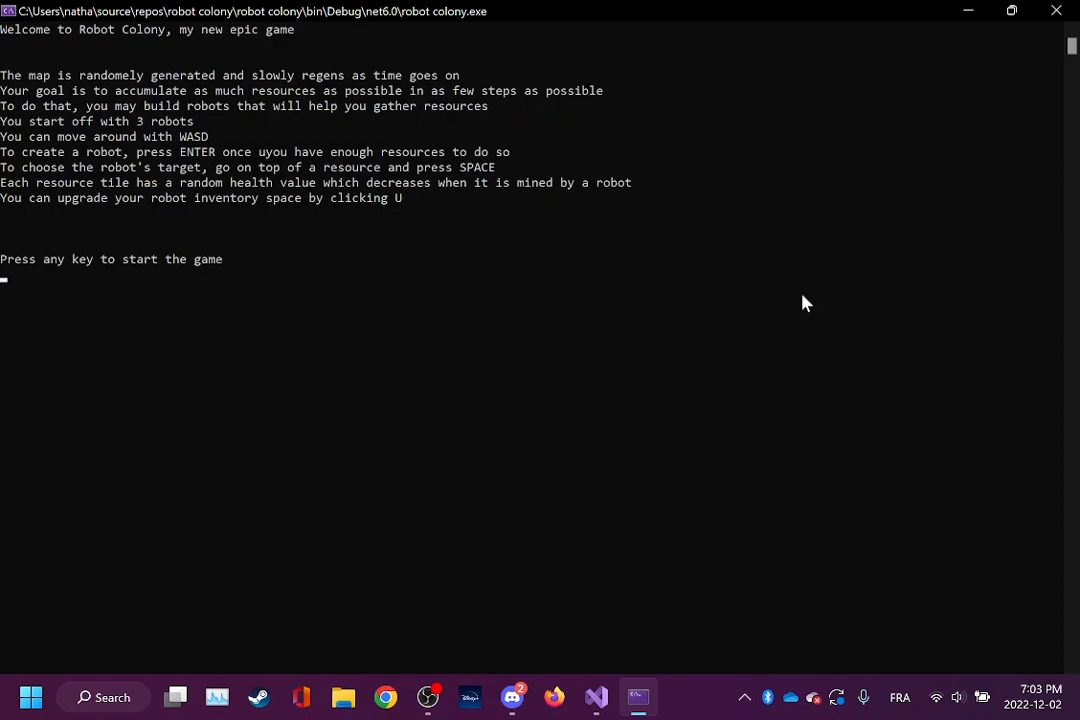 C:\Users\natha\source\repos\robot colony\robot colony\bin\Debug\net6.0\robot colony.exe
Welcome to Robot Colony, my new epic game
The map is randomely generated and slowly regens as time goes on
Your goal is to accumulate as much resources as possible in as few steps as possible
To do that, you may build robots that will help you gather resources
You start off with 3 robots
You can move around with WASD
To create a robot, press ENTER once uyou have enough resources to do so
To choose the robot's target, go on top of a resource and press SPACE
Each resource tile has a random health value which decreases when it is mined by a robot
You can upgrade your robot inventory space by clicking U
Press any key to start the game
Search
2
FRA
7:03 PM
2022-12-02